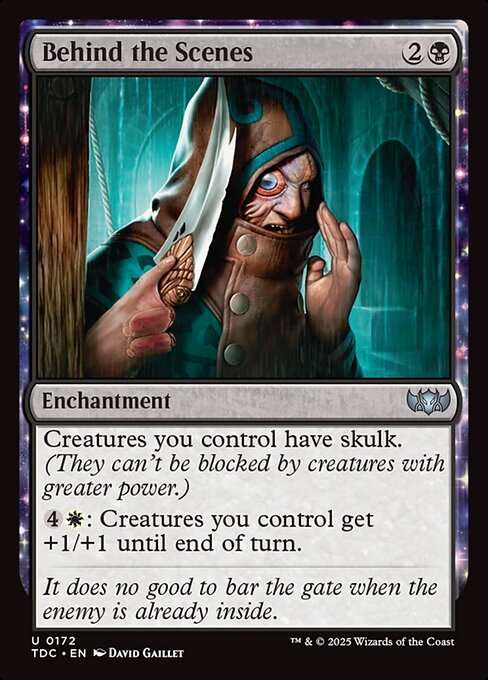 Behind the Scenes 2
Enchantment
Creatures you control have skulk.
(They can't be blocked by creatures with
greater power.)
4: Creatures you control get
+1/+1 until end of turn.
It does no good to bar the gate when the
enemy is already inside.
U 0172
TDC • EN DAVID GAILLET
™ & © 2025 Wizards of the Coast